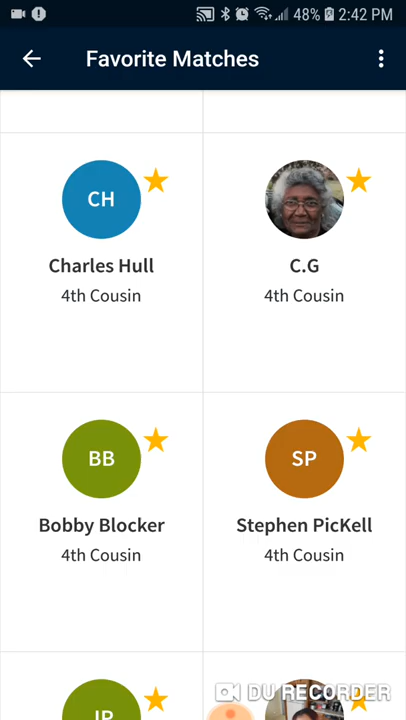 48% 2:42 PM
Favorite Matches
CH
Charles Hull
4th Cousin
C.G
4th Cousin
BB
Bobby Blocker
4th Cousin
SP
Stephen PicKell
4th Cousin
DU RECORDER